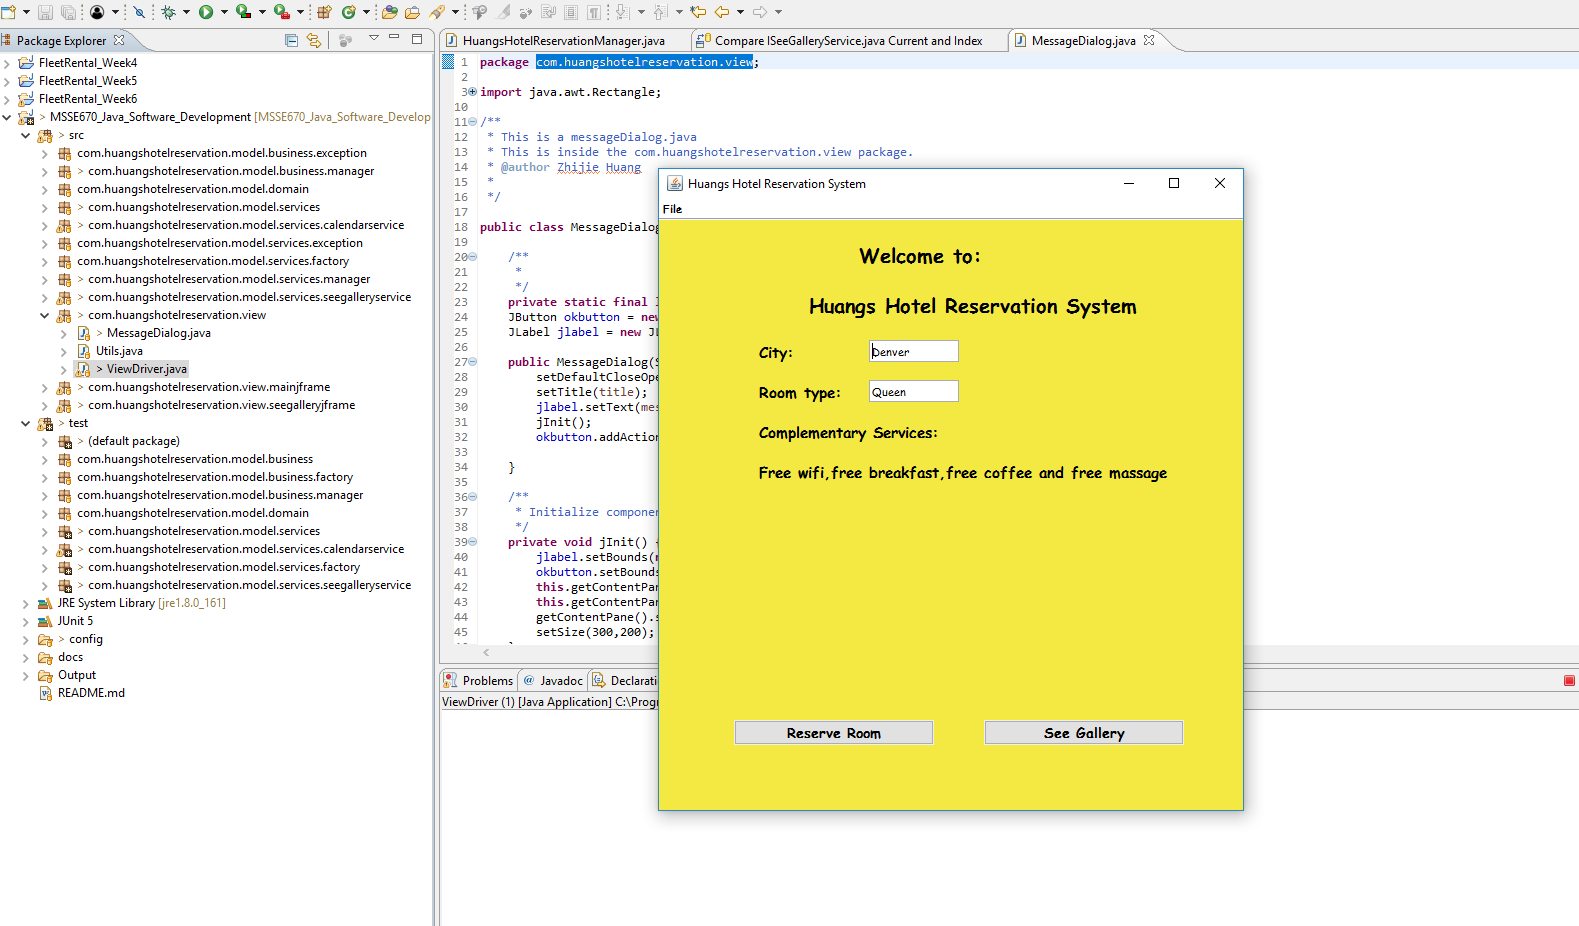 Package Explorer
FleetRental_Week4
FleetRental_Week5
FleetRental_Week6
> MSSE670_Java_Software_Development [MSSE670_Java_Software_Develop
> src
com.huangshotelreservation.model.business.exception
> com.huangshotelreservation.model.business.manager
com.huangshotelreservation.model.domain
> com.huangshotelreservation.model.services
> com.huangshotelreservation.model.services.calendarservice
com.huangshotelreservation.model.services.exception
> com.huangshotelreservation.model.services.factory
> com.huangshotelreservation.model.services.manager
> com.huangshotelreservation.model.services.seegalleryservice
> com.huangshotelreservation.view
> MessageDialog.java
Utils.java
> ViewDriver.java
> com.huangshotelreservation.view.mainjframe
> com.huangshotelreservation.view.seegalleryjframe
> test
> (default package)
com.huangshotelreservation.model.business
> com.huangshotelreservation.model.business.factory
com.huangshotelreservation.model.business.manager
com.huangshotelreservation.model.domain
> com.huangshotelreservation.model.services
> com.huangshotelreservation.model.services.calendarservice
> com.huangshotelreservation.model.services.factory
> com.huangshotelreservation.model.services.seegalleryservice
JRE System Library [jre1.8.0_161]
JUnit 5
> config
docs
Output
README.md
HuangsHotelReservationManager.java
Compare ISeeGalleryService.java Current and Index
MessageDialog.java
1 package com.huangshotelreservation.view;
2
3 import java.awt.Rectangle;
10
11 /**
12 * This is a messageDialog.java
13 * This is inside the com.huangshotelreservation.view package.
14 * @author Zhijie Huang
15 *
16 */
17
18 public class MessageDialog
19
20 /**
21 *
22 */
23 private static final l
24 JButton okbutton = new
25 JLabel jlabel = new JL
26
27 public MessageDialog(S
28 setDefaultCloseOpe
29 setTitle(title);
30 jlabel.setText(mes
31 jInit();
32 okbutton.addAction
33
34 }
35
36 /**
37 * Initialize componen
38 */
39 private void jInit() {
40 jlabel.setBounds(n
41 okbutton.setBounds
42 this.getContentPan
43 this.getContentPan
44 getContentPane().s
45 setSize(300,200);
Problems
@ Javadoc
Declarati
ViewDriver (1) [Java Application] C:\Progr
Huangs Hotel Reservation System
File
Welcome to:
Huangs Hotel Reservation System
City: Denver
Room type: Queen
Complementary Services:
Free wifi,free breakfast,free coffee and free massage
Reserve Room
See Gallery